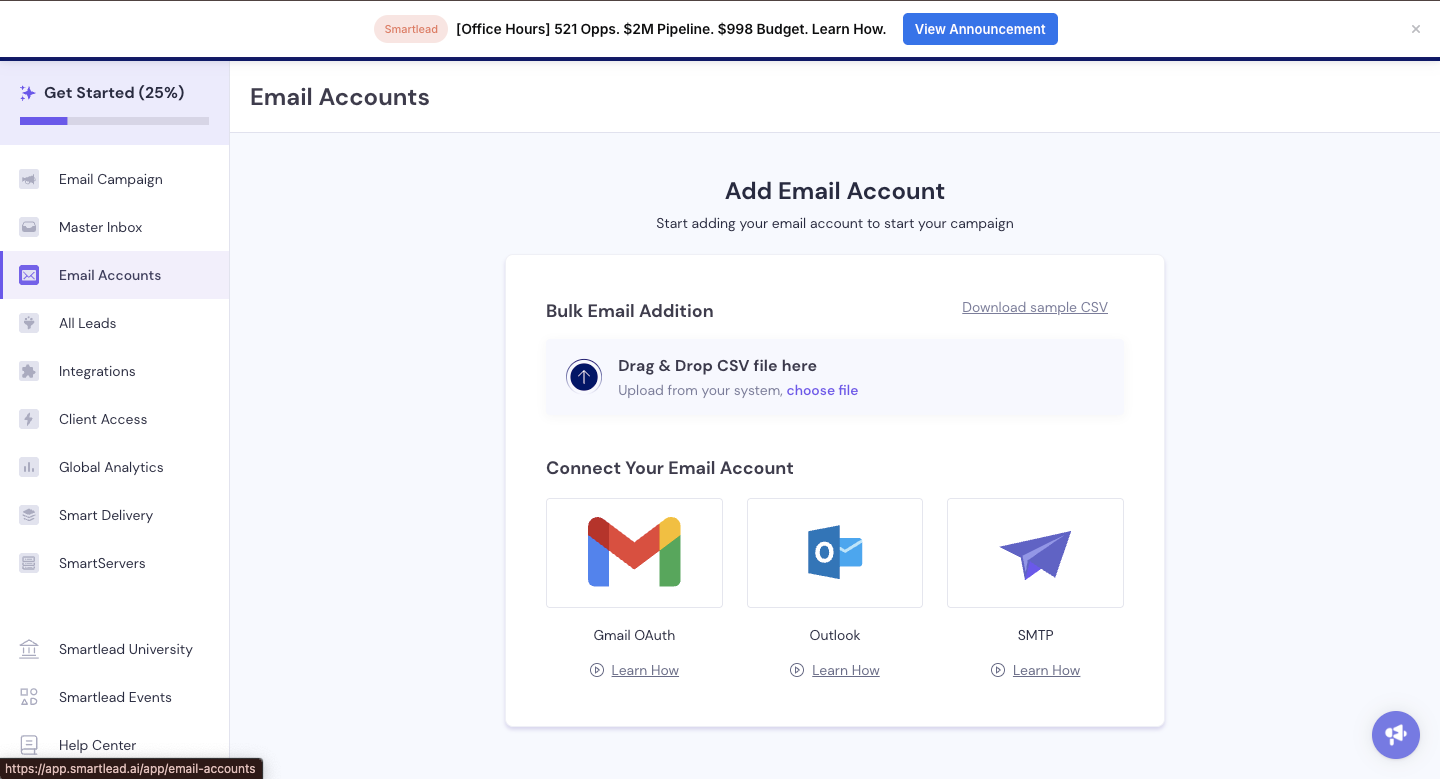 Smartlead
[Office Hours] 521 Opps. $2M Pipeline. $998 Budget. Learn How.
View Announcement
Get Started (25%)
Email Accounts
Email Campaign
Master Inbox
Email Accounts
All Leads
Integrations
Client Access
Global Analytics
Smart Delivery
SmartServers
Smartlead University
Smartlead Events
Help Center
https://app.smartlead.ai/app/email-accounts
Add Email Account
Start adding your email account to start your campaign
Bulk Email Addition
Download sample CSV
Drag & Drop CSV file here
Upload from your system, choose file
Connect Your Email Account
Gmail OAuth
Learn How
Outlook
Learn How
SMTP
Learn How